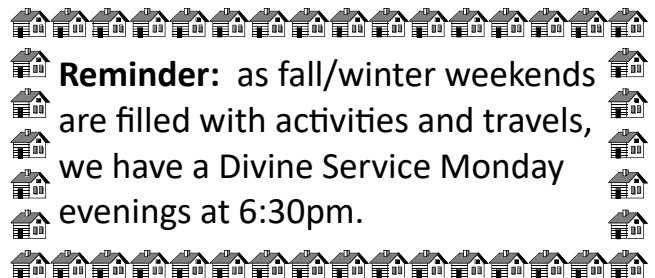 Reminder:  as fall/winter weekends
are filled with activities and travels,
we have a Divine Service Monday
evenings at 6:30pm.